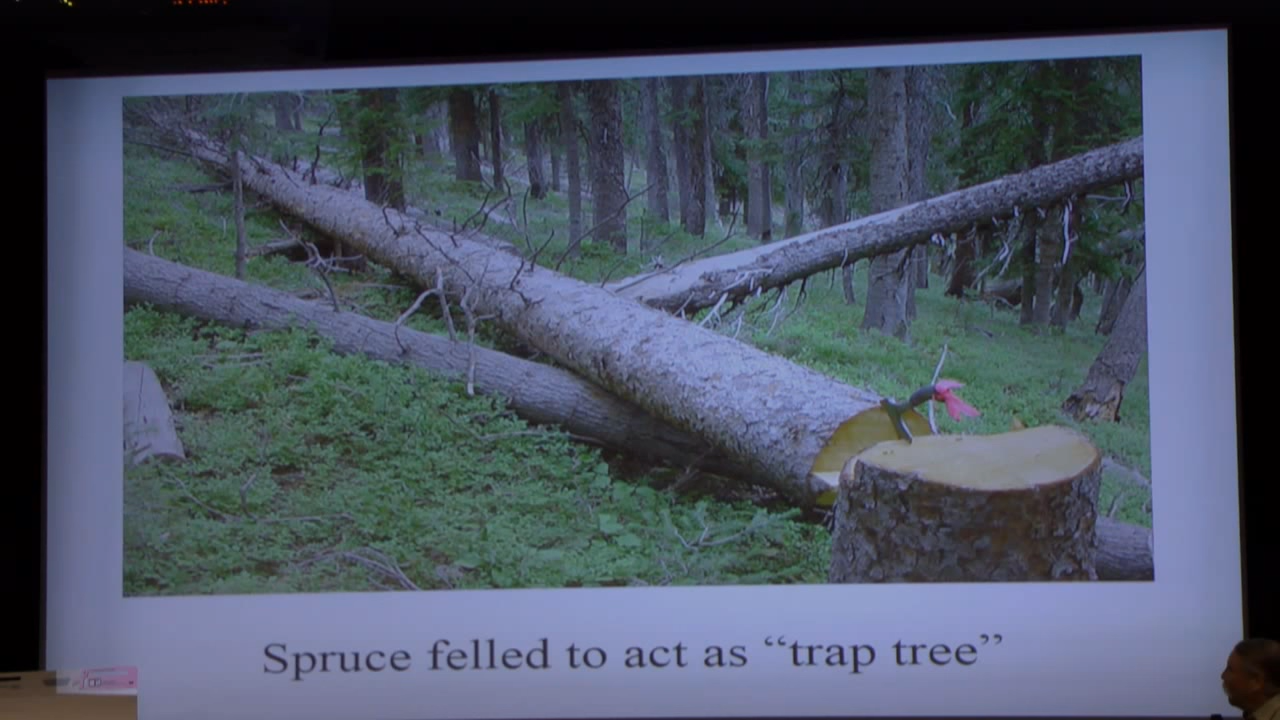 Spruce felled to act as “trap tree”